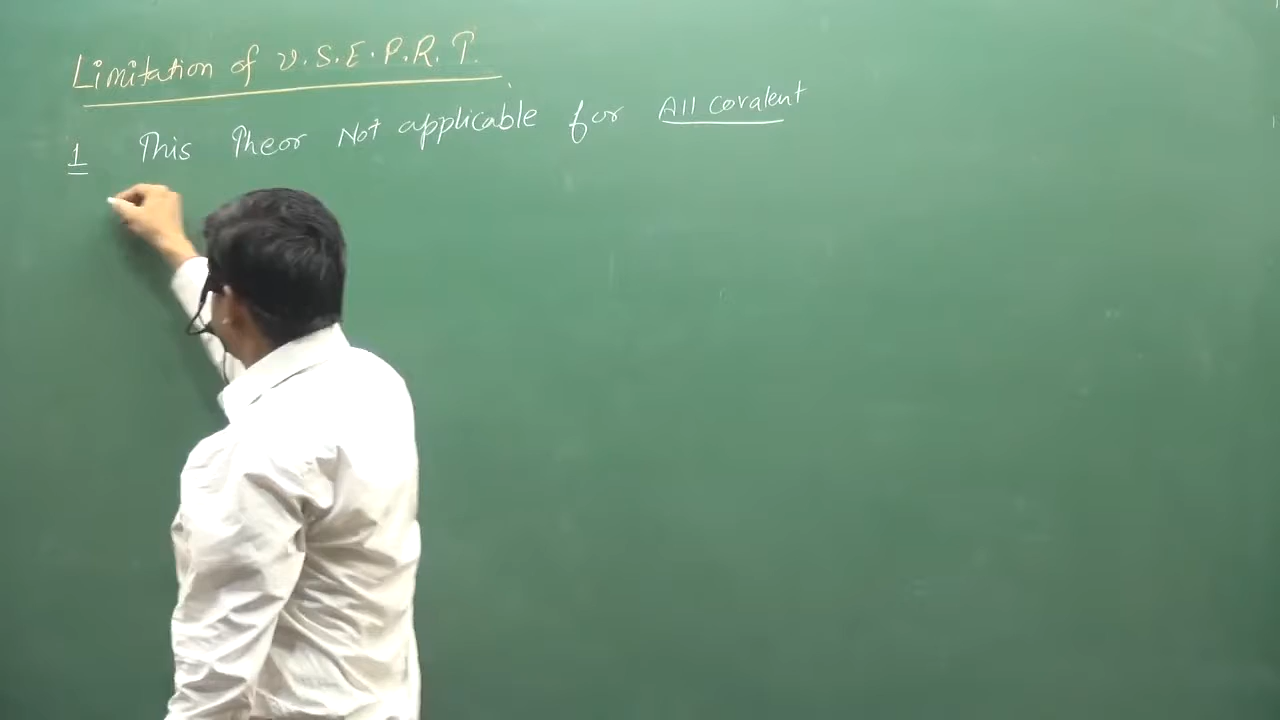 Limitation of V.S.E.P.R.T.
1 This Theor Not applicable for All covalent